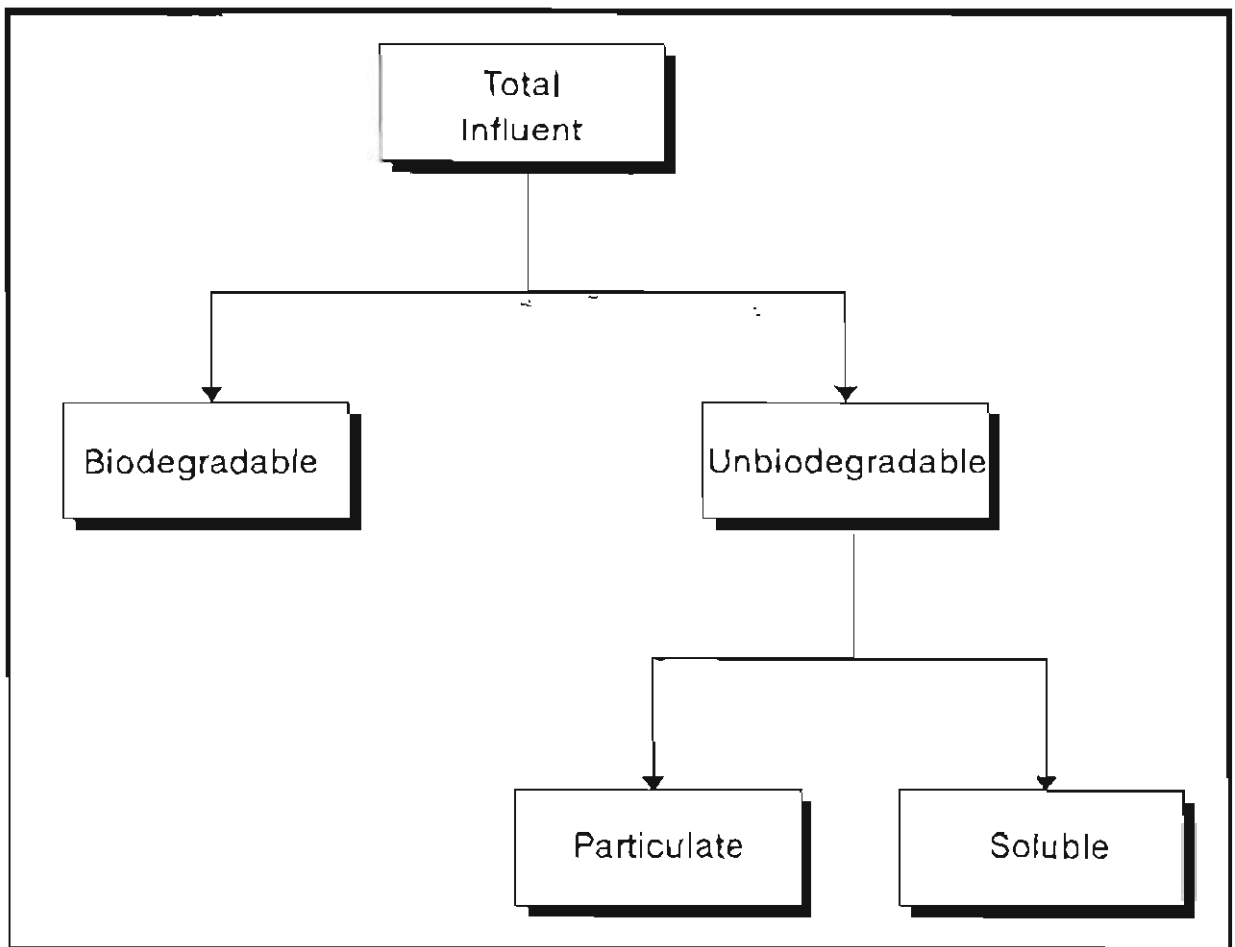 Total
Influent
Biodegradable
Unbiodegradable
Particulate
Soluble